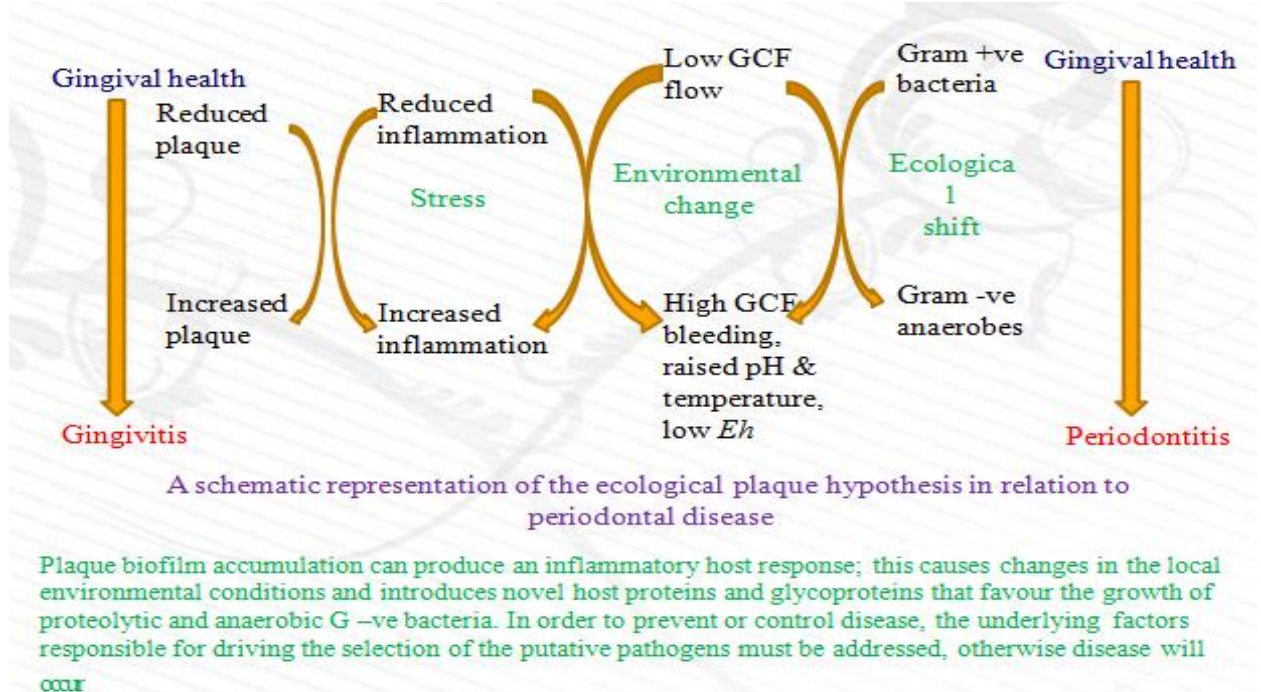 Gingival health
Reduced
plaque
Increased
plaque
Gingivitis
Reduced
inflammation
Stress
Increased
inflammation
Low GCF
flow
Environmental
change
High GCF,
bleeding,
raised pH &
temperature,
low Eh
Gram +ve
bacteria
Ecologica
l
shift
Gram -ve
anaerobes
Gingival health
Periodontitis
A schematic representation of the ecological plaque hypothesis in relation to
periodontal disease
Plaque biofilm accumulation can produce an inflammatory host response; this causes changes in the local
environmental conditions and introduces novel host proteins and glycoproteins that favour the growth of
proteolytic and anaerobic G –ve bacteria. In order to prevent or control disease, the underlying factors
responsible for driving the selection of the putative pathogens must be addressed, otherwise disease will
occur